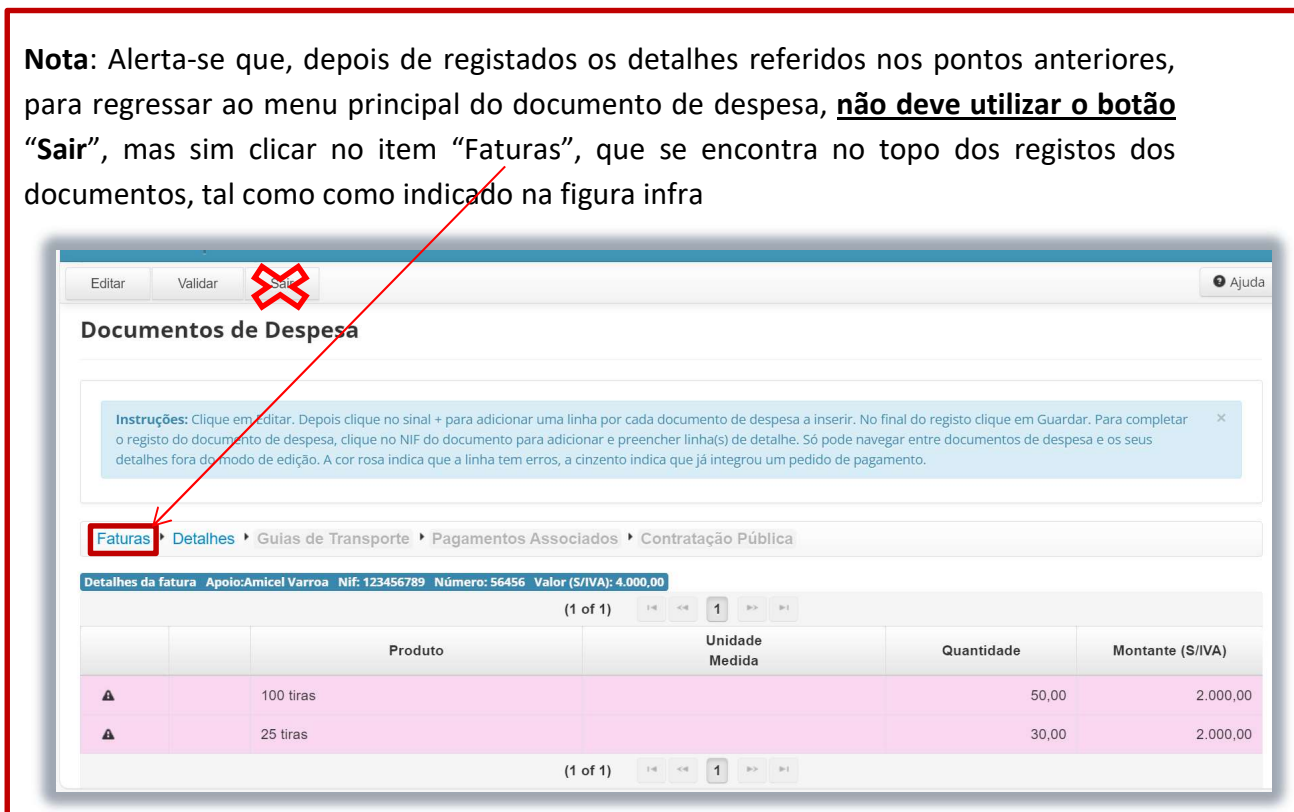 Nota: Alerta-se que, depois de registados os detalhes referidos nos pontos anteriores,
para regressar ao menu principal do documento de despesa, não deve utilizar o botão
“Sair”, mas sim clicar no item “Faturas”, que se encontra no topo dos registos dos
documentos, tal como como indicado na figura infra
Editar Validar Sair Ajuda
Documentos de Despesa
Instruções: Clique em Editar. Depois clique no sinal + para adicionar uma linha por cada documento de despesa a inserir. No final do registo clique em Guardar. Para completar ×
o registo do documento de despesa, clique no NIF do documento para adicionar e preencher linha(s) de detalhe. Só pode navegar entre documentos de despesa e os seus
detalhes fora do modo de edição. A cor rosa indica que a linha tem erros, a cinzento indica que já integrou um pedido de pagamento.
Faturas Detalhes Guias de Transporte Pagamentos Associados Contratação Pública
Detalhes da fatura Apoio:Amicel Varroa Nif: 123456789 Número: 56456 Valor (S/IVA): 4.000,00
(1 of 1) 1
Produto Unidade Medida Quantidade Montante (S/IVA)
100 tiras 50,00 2.000,00
25 tiras 30,00 2.000,00
(1 of 1) 1